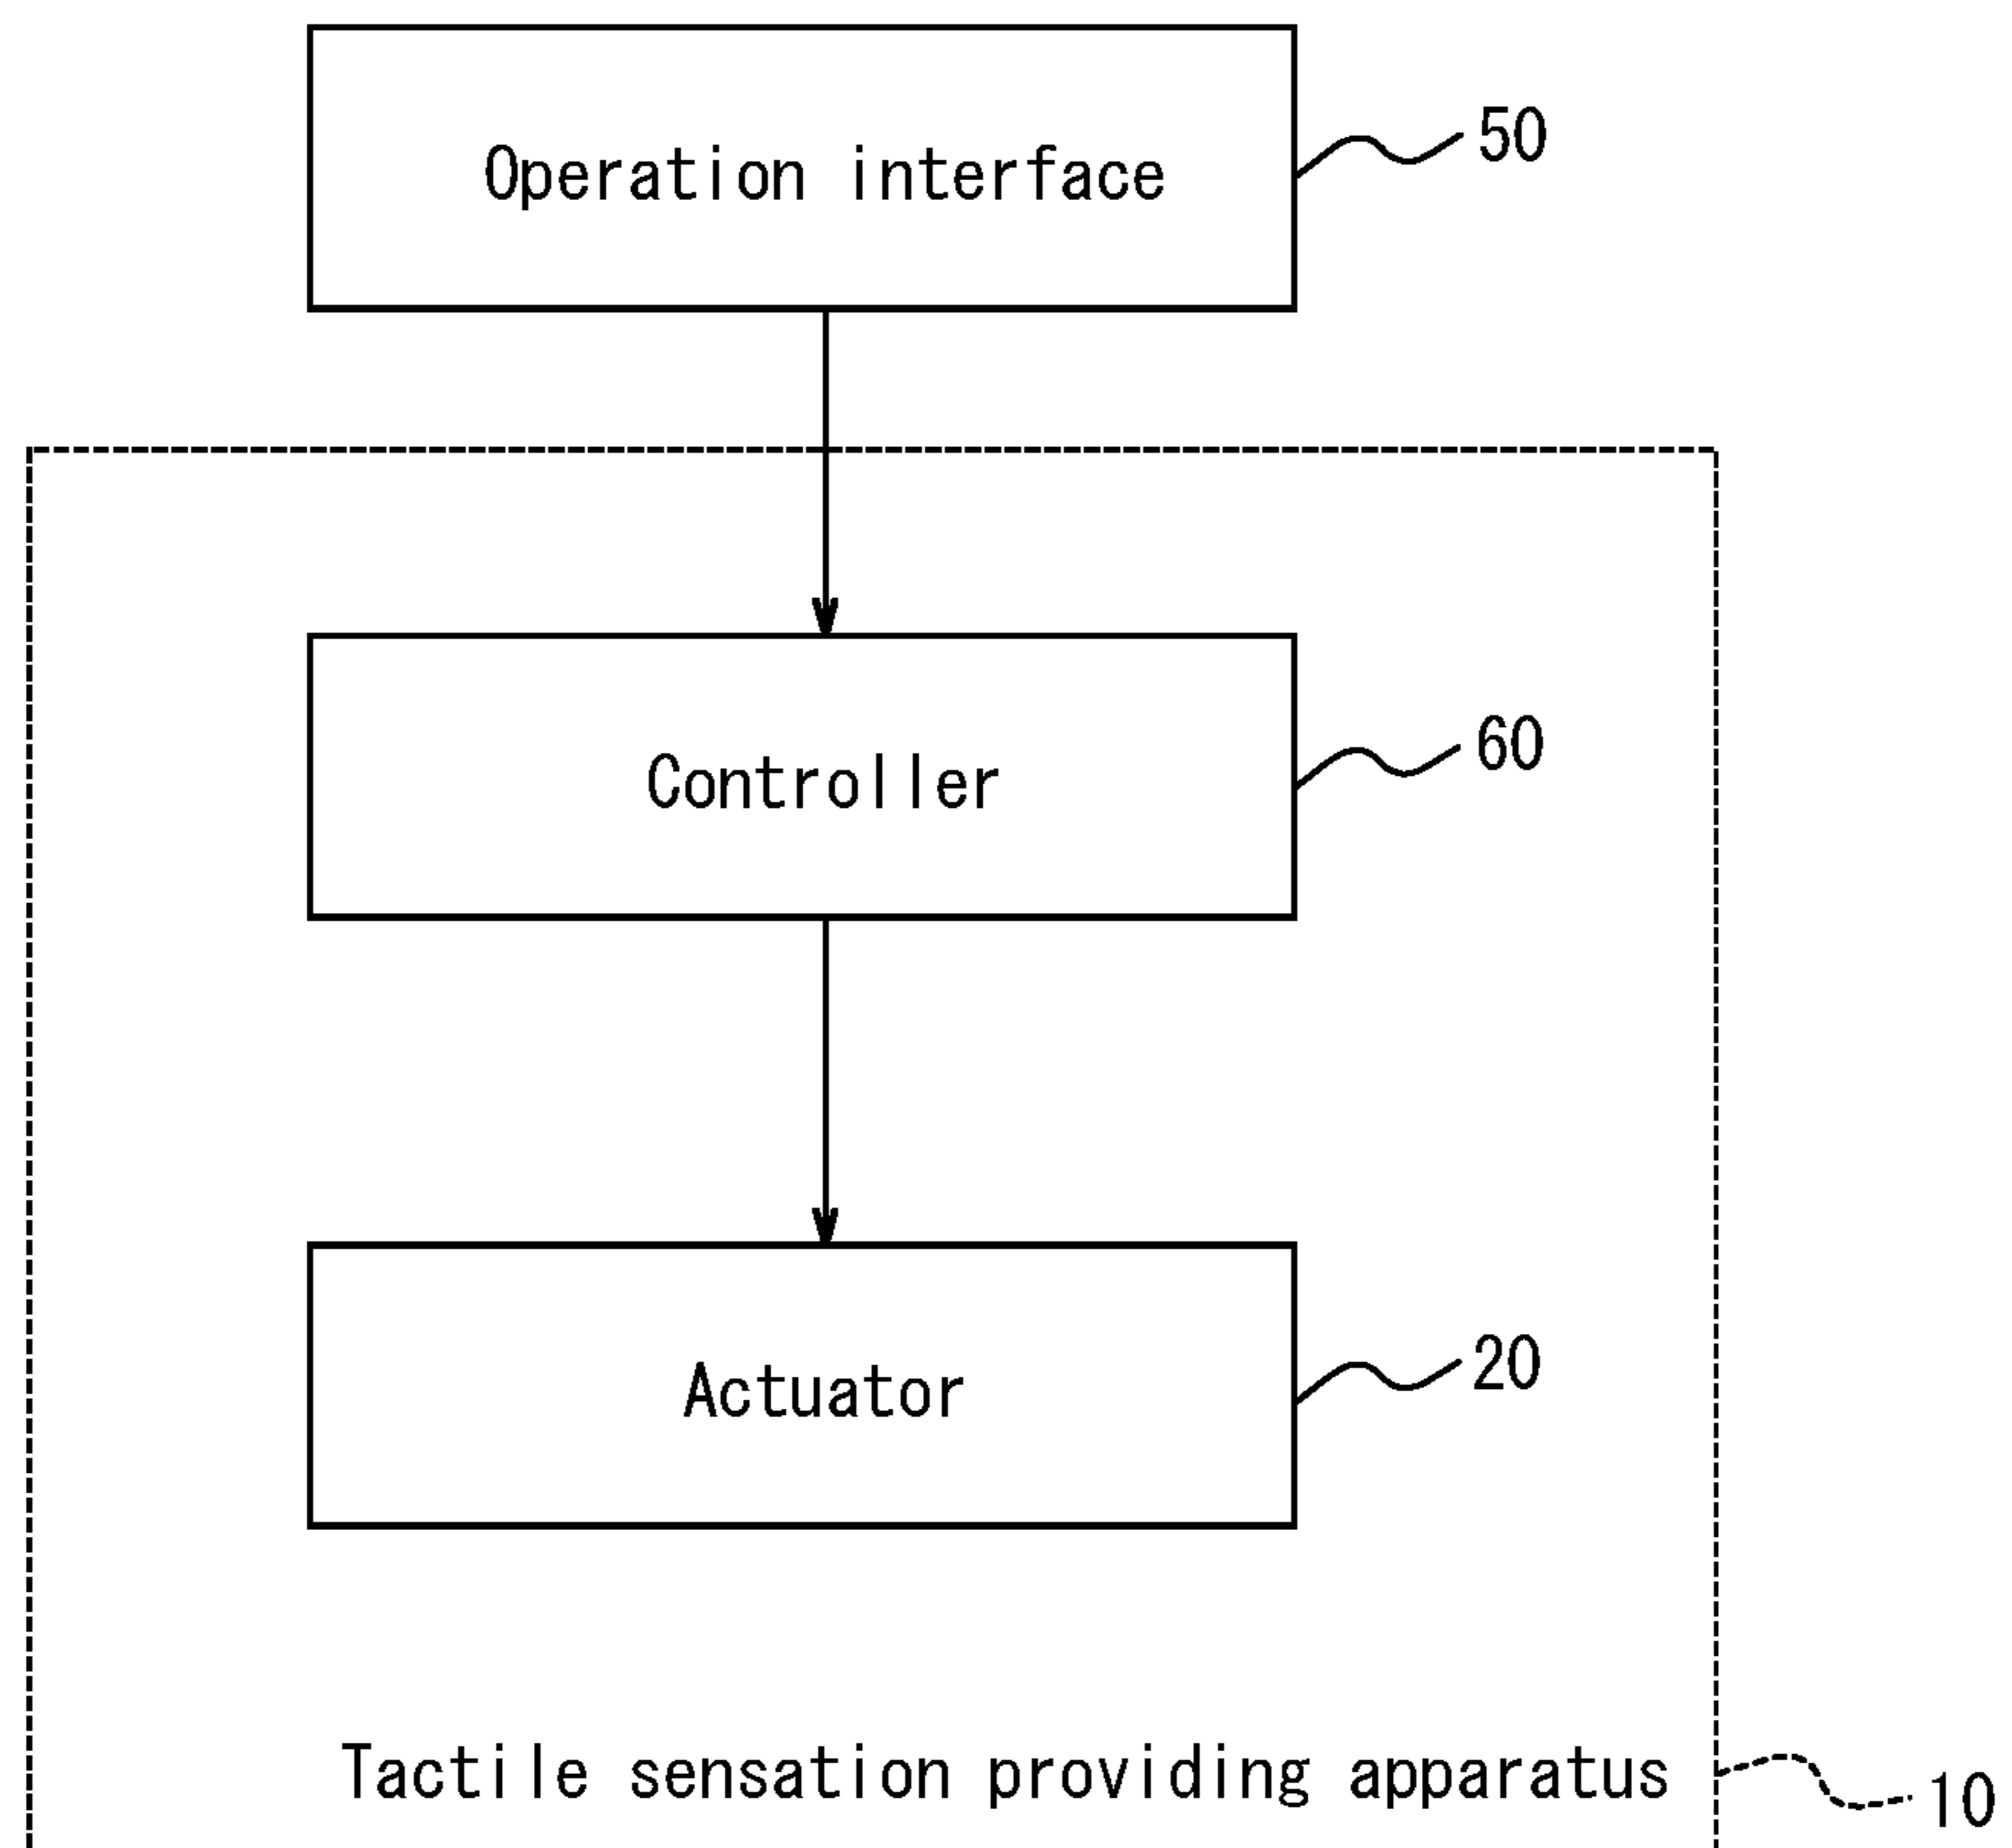 Operation interface
50
Controller
60
Actuator
20
Tactile sensation providing apparatus
10